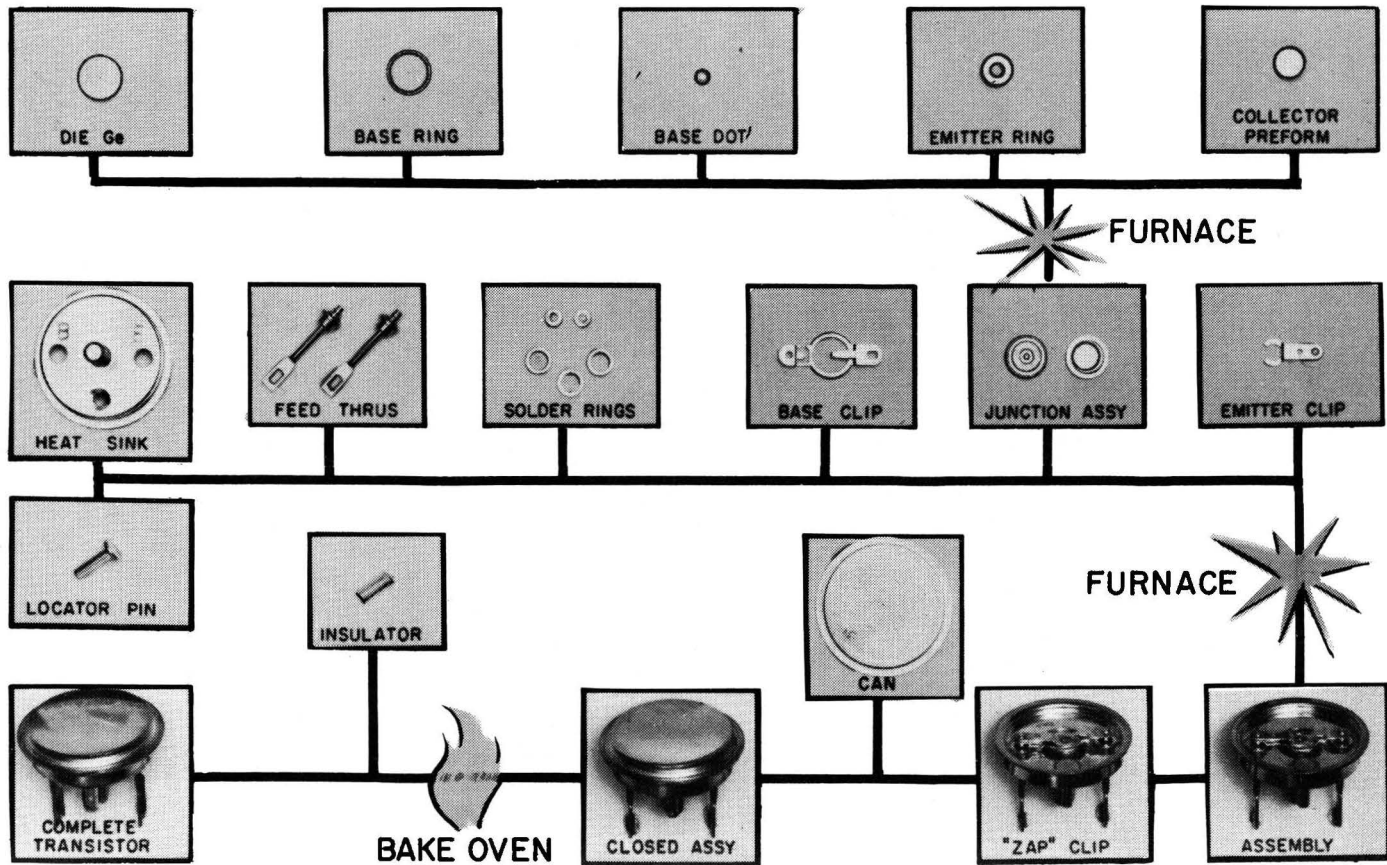 DIE Ge
BASE RING
BASE DOT
EMITTER RING
COLLECTOR
PREFORM
FURNACE
B E
HEAT SINK
FEED THRUS
SOLDER RINGS
BASE CLIP
JUNCTION ASSY
EMITTER CLIP
LOCATOR PIN
INSULATOR
CAN
FURNACE
COMPLETE
TRANSISTOR
BAKE OVEN
CLOSED ASSY
"ZAP" CLIP
ASSEMBLY